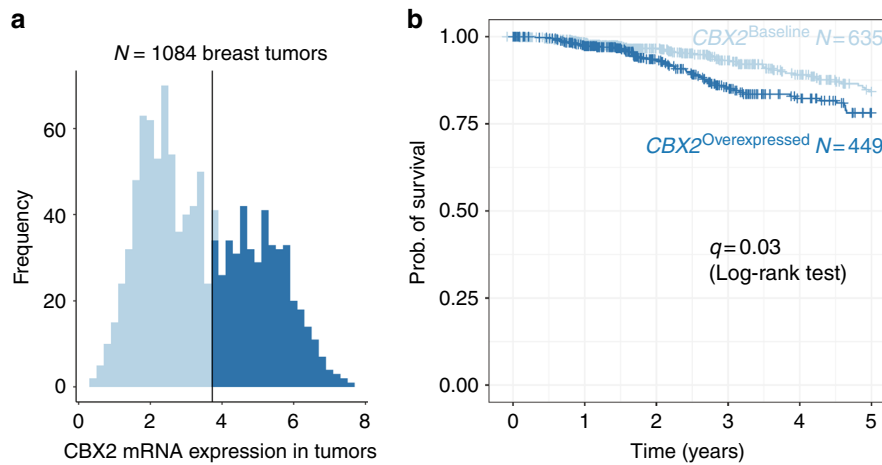 a
N = 1084 breast tumors
Frequency
60
40
20
0
0 2 4 6 8
CBX2 mRNA expression in tumors
b
Prob. of survival
1.00
0.75
0.50
0.25
0.00
CBX2Baseline N=635
CBX2Overexpressed N=449
q=0.03
(Log-rank test)
0 1 2 3 4 5
Time (years)